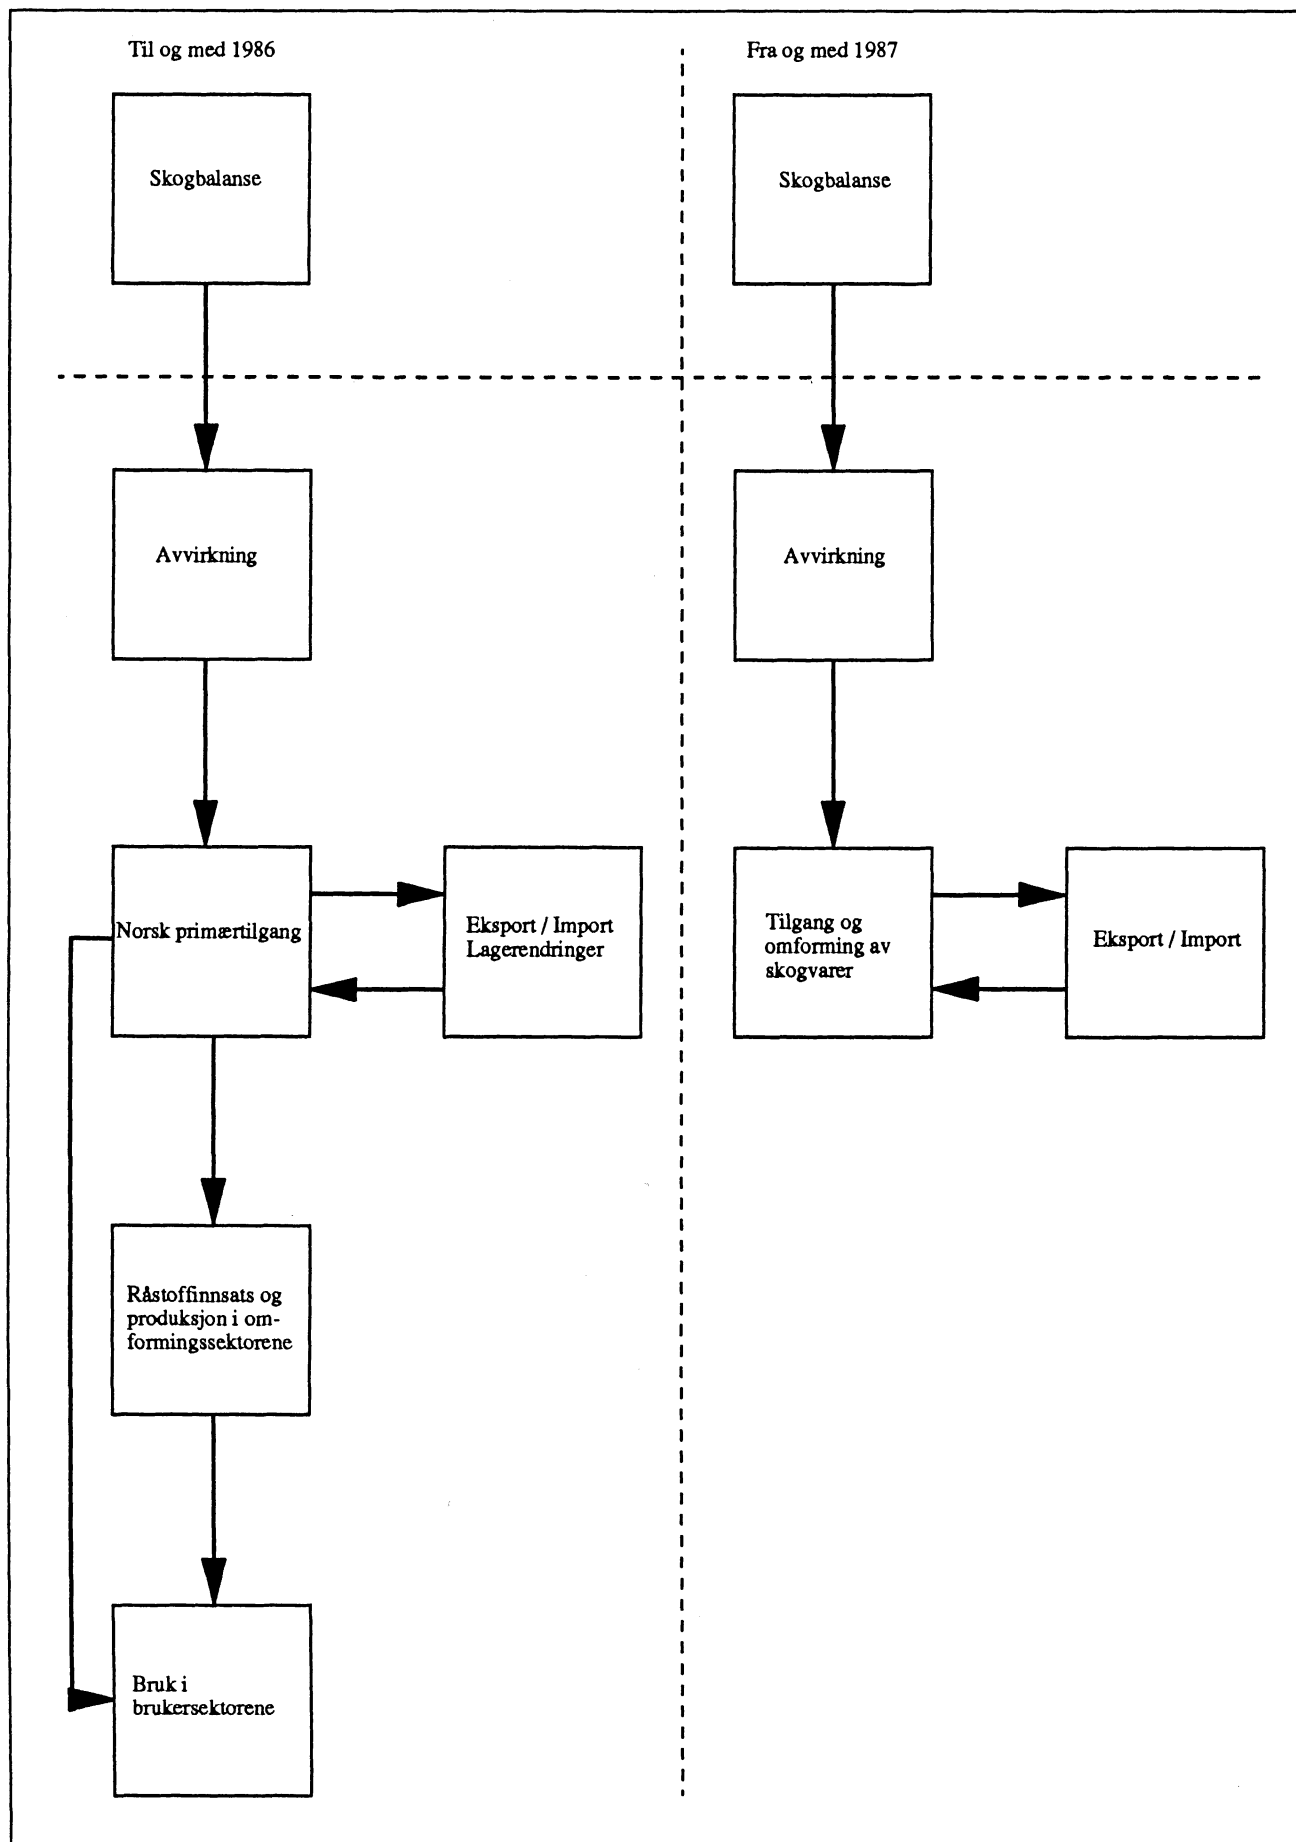 Til og med 1986
Skogbalanse
Avvirkning
Norsk primærtilgang
Eksport / Import
Lagerendringer
Råstoffinnsats og
produksjon i om-
formingssektorene
Bruk i
brukersektorene
Fra og med 1987
Skogbalanse
Avvirkning
Tilgang og
omforming av
skogvarer
Eksport / Import